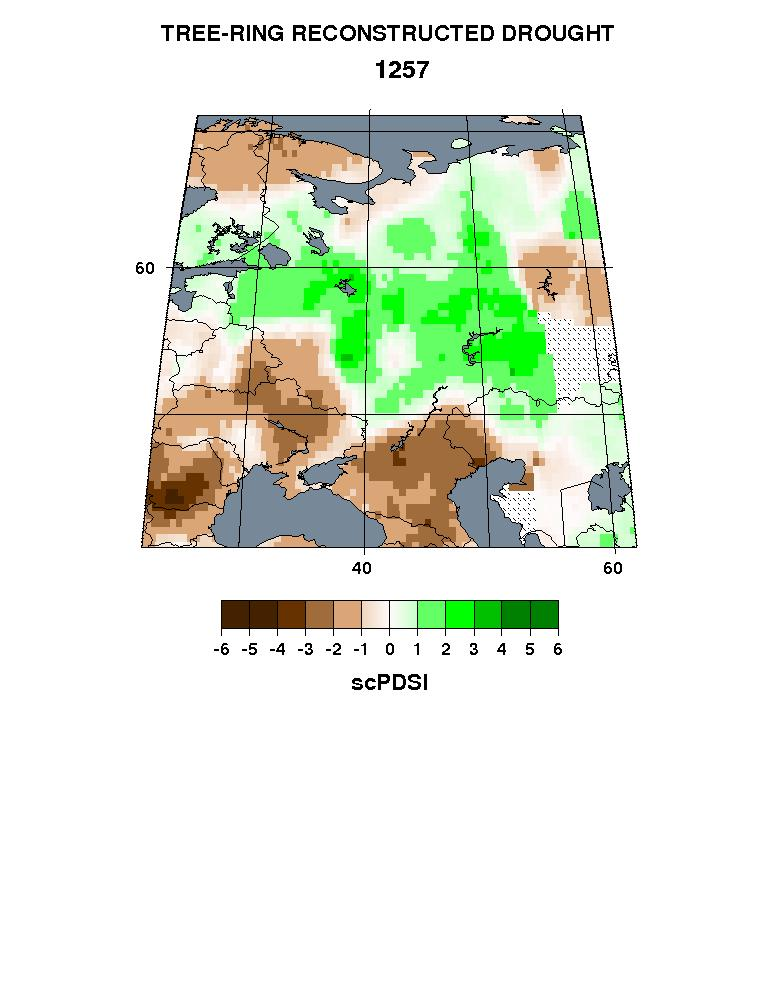 TREE-RING RECONSTRUCTED DROUGHT
1257
60
40 60
-6 -5 -4 -3 -2 -1 0 1 2 3 4 5 6
scPDSI